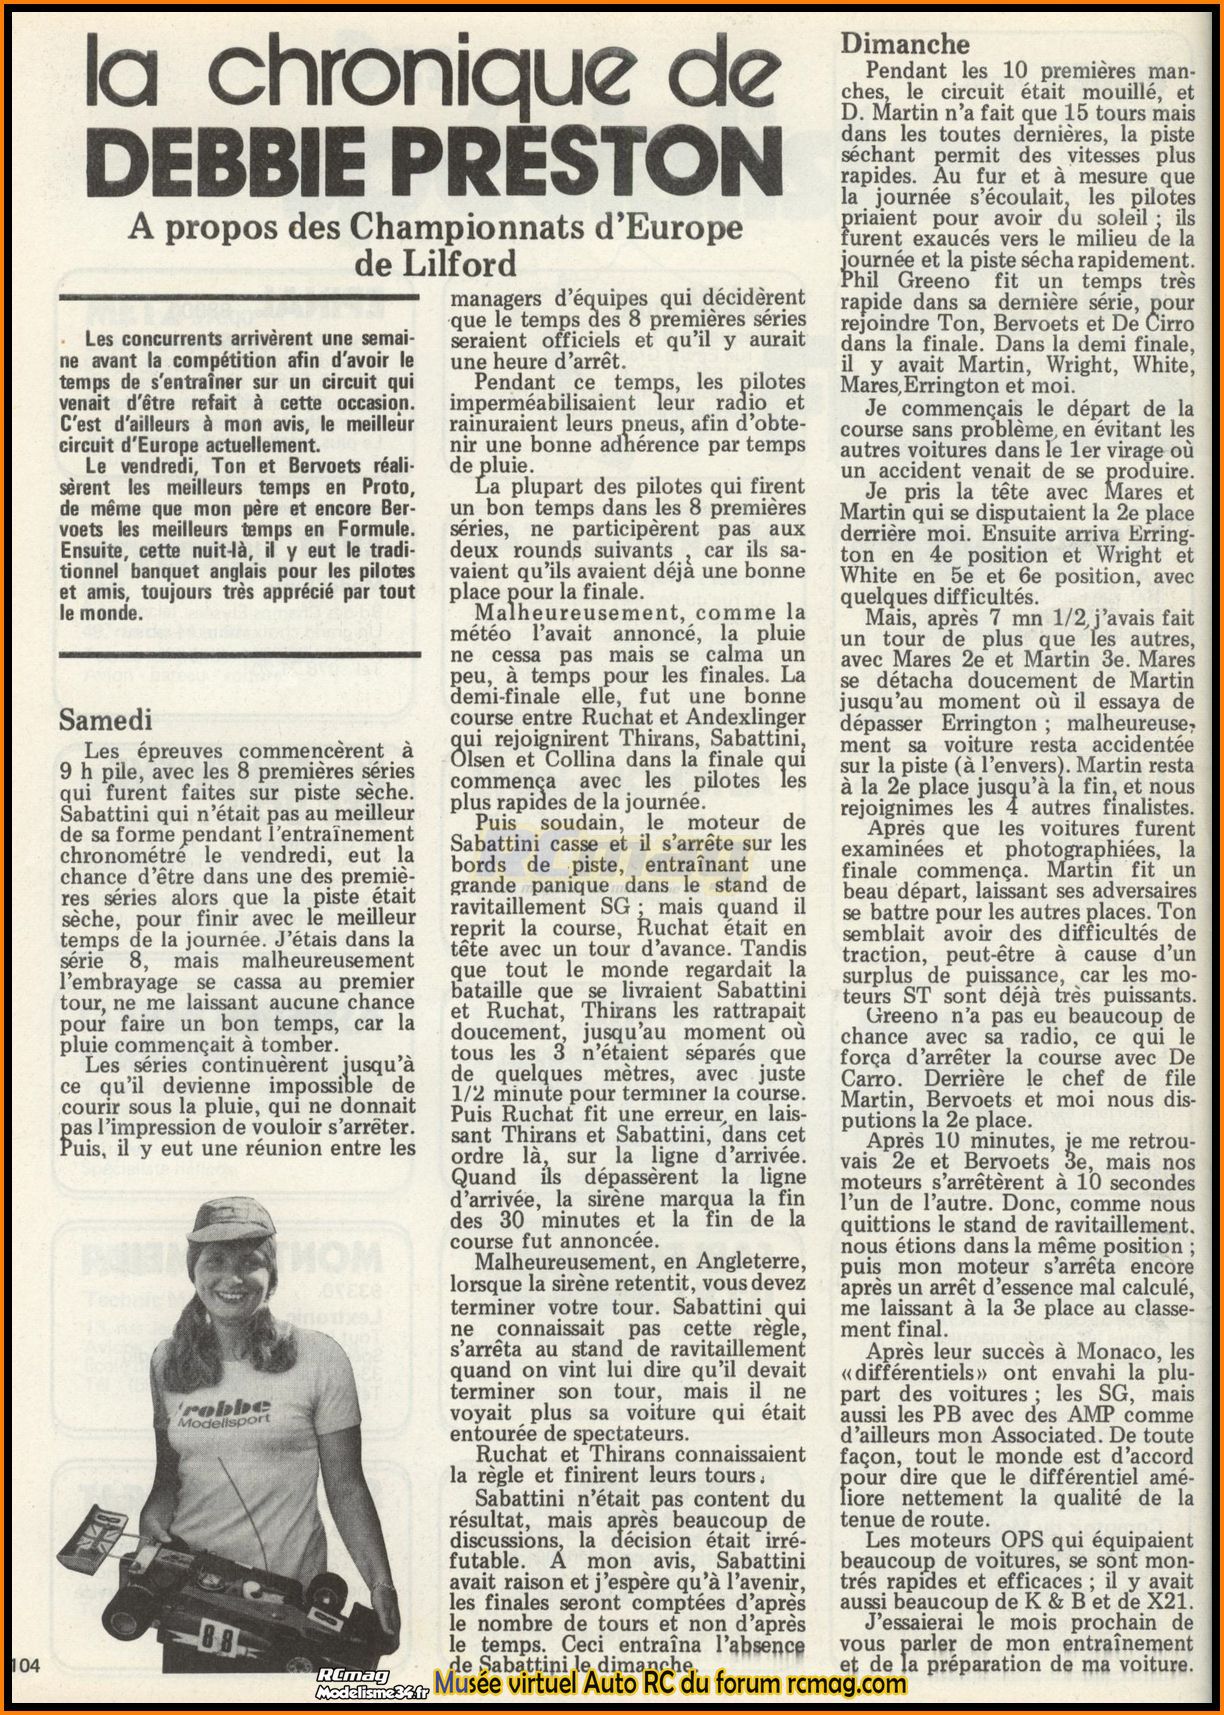 la chronique de
DEBBIE PRESTON
A propos des Championnats d'Europe
de Lilford
Les concurrents arrivèrent une semai-
ne avant la compétition afin d'avoir le
temps de s'entraîner sur un circuit qui
venait d'être refait à cette occasion.
C'est d'ailleurs à mon avis, le meilleur
circuit d'Europe actuellement.
Le vendredi, Ton et Bervoets réali-
sèrent les meilleurs temps en Proto,
de même que mon père et encore Ber-
voets les meilleurs temps en Formule.
Ensuite, cette nuit-là, il y eut le tradi-
tionnel banquet anglais pour les pilotes
et amis, toujours très apprécié par tout
le monde.
Samedi
Les épreuves commencèrent à
9 h pile, avec les 8 premières séries
qui furent faites sur piste sèche.
Sabattini qui n'était pas au meilleur
de sa forme pendant l'entraînement
chronométré le vendredi, eut la
chance d'être dans une des premiè-
res séries alors que la piste était
sèche, pour finir avec le meilleur
temps de la journée. J'étais dans la
série 8, mais malheureusement
l'embrayage se cassa au premier
tour, ne me laissant aucune chance
pour faire un bon temps, car la
pluie commençait à tomber.
Les séries continuèrent jusqu'à
ce qu'il devienne impossible de
courir sous la pluie, qui ne donnait
pas l'impression de vouloir s'arrêter.
Puis, il y eut une réunion entre les
managers d'équipes qui décidèrent
que le temps des 8 premières séries
seraient officiels et qu'il y aurait
une heure d'arrêt.
Pendant ce temps, les pilotes
imperméabilisaient leur radio et
rainuraient leurs pneus, afin d'obte-
nir une bonne adhérence par temps
de pluie.
La plupart des pilotes qui firent
un bon temps dans les 8 premières
séries, ne participèrent pas aux
deux rounds suivants , car ils sa-
vaient qu'ils avaient déjà une bonne
place pour la finale.
Malheureusement, comme la
météo l'avait annoncé, la pluie
ne cessa pas mais se calma un
peu, à temps pour les finales. La
demi-finale elle, fut une bonne
course entre Ruchat et Andexlinger
qui rejoignirent Thirans, Sabattini,
Olsen et Collina dans la finale qui
commença avec les pilotes les
plus rapides de la journée.
Puis soudain, le moteur de
Sabattini casse et il s'arrête sur les
bords de piste, entraînant une
grande panique dans le stand de
ravitaillement SG ; mais quand il
reprit la course, Ruchat était en
tête avec un tour d'avance. Tandis
que tout le monde regardait la
bataille que se livraient Sabattini
et Ruchat, Thirans les rattrapait
doucement, jusqu'au moment où
tous les 3 n'étaient séparés que
de quelques mètres, avec juste
1/2 minute pour terminer la course.
Puis Ruchat fit une erreur en lais-
sant Thirans et Sabattini, dans cet
ordre là, sur la ligne d'arrivée.
Quand ils dépassèrent la ligne
d'arrivée, la sirène marqua la fin
des 30 minutes et la fin de la
course fut annoncée.
Malheureusement, en Angleterre,
lorsque la sirène retentit, vous devez
terminer votre tour. Sabattini qui
ne connaissait pas cette règle,
s'arrêta au stand de ravitaillement
quand on vint lui dire qu'il devait
terminer son tour, mais il ne
voyait plus sa voiture qui était
entourée de spectateurs.
Ruchat et Thirans connaissaient
la règle et finirent leurs tours.
Sabattini n'était pas content du
résultat, mais après beaucoup de
discussions, la décision était irré-
futable. A mon avis, Sabattini
avait raison et j'espère qu'à l'avenir,
les finales seront comptées d'après
le nombre de tours et non d'après
le temps. Ceci entraîna l'absence
de Sabattini le dimanche
Dimanche
Pendant les 10 premières man-
ches, le circuit était mouillé, et
D. Martin n'a fait que 15 tours mais
dans les toutes dernières, la piste
séchant permit des vitesses plus
rapides. Au fur et à mesure que
la journée s'écoulait, les pilotes
priaient pour avoir du soleil ; ils
furent exaucés vers le milieu de la
journée et la piste sécha rapidement.
Phil Greeno fit un temps très
rapide dans sa dernière série, pour
rejoindre Ton, Bervoets et De Cirro
dans la finale. Dans la demi finale,
il y avait Martin, Wright, White,
Mares, Errington et moi.
Je commençais le départ de la
course sans problème, en évitant les
autres voitures dans le 1er virage où
un accident venait de se produire.
Je pris la tête avec Mares et
Martin qui se disputaient la 2e place
derrière moi. Ensuite arriva Erring-
ton en 4e position et Wright et
White en 5e et 6e position, avec
quelques difficultés.
Mais, après 7 mn 1/2, j'avais fait
un tour de plus que les autres,
avec Mares 2e et Martin 3e. Mares
se détacha doucement de Martin
jusqu'au moment où il essaya de
dépasser Errington ; malheureuse-
ment sa voiture resta accidentée
sur la piste (à l'envers). Martin resta
à la 2e place jusqu'à la fin, et nous
rejoignimes les 4 autres finalistes.
Après que les voitures furent
examinées et photographiées, la
finale commença. Martin fit un
beau départ, laissant ses adversaires
se battre pour les autres places. Ton
semblait avoir des difficultés de
traction, peut-être à cause d'un
surplus de puissance, car les mo-
teurs ST sont déjà très puissants.
Greeno n'a pas eu beaucoup de
chance avec sa radio, ce qui le
força d'arrêter la course avec De
Carro. Derrière le chef de file
Martin, Bervoets et moi nous dis-
putions la 2e place.
Après 10 minutes, je me retrou-
vais 2e et Bervoets 3e, mais nos
moteurs s'arrêtèrent à 10 secondes
l'un de l'autre. Donc, comme nous
quittions le stand de ravitaillement.
nous étions dans la même position ;
puis mon moteur s'arrêta encore
après un arrêt d'essence mal calculé,
me laissant à la 3e place au classe-
ment final.
Après leur succès à Monaco, les
«différentiels» ont envahi la plu-
part des voitures ; les SG, mais
aussi les PB avec des AMP comme
d'ailleurs mon Associated. De toute
façon, tout le monde est d'accord
pour dire que le différentiel amé-
liore nettement la qualité de la
tenue de route.
Les moteurs OPS qui équipaient
beaucoup de voitures, se sont mon-
trés rapides et efficaces ; il y avait
aussi beaucoup de K & B et de X21.
J'essaierai le mois prochain de
vous parler de mon entraînement
et de la préparation de ma voiture.
robbe
Modellsport
88
104
RCmag
Modelisme34.fr
Musée virtuel Auto RC du forum rcmag.com